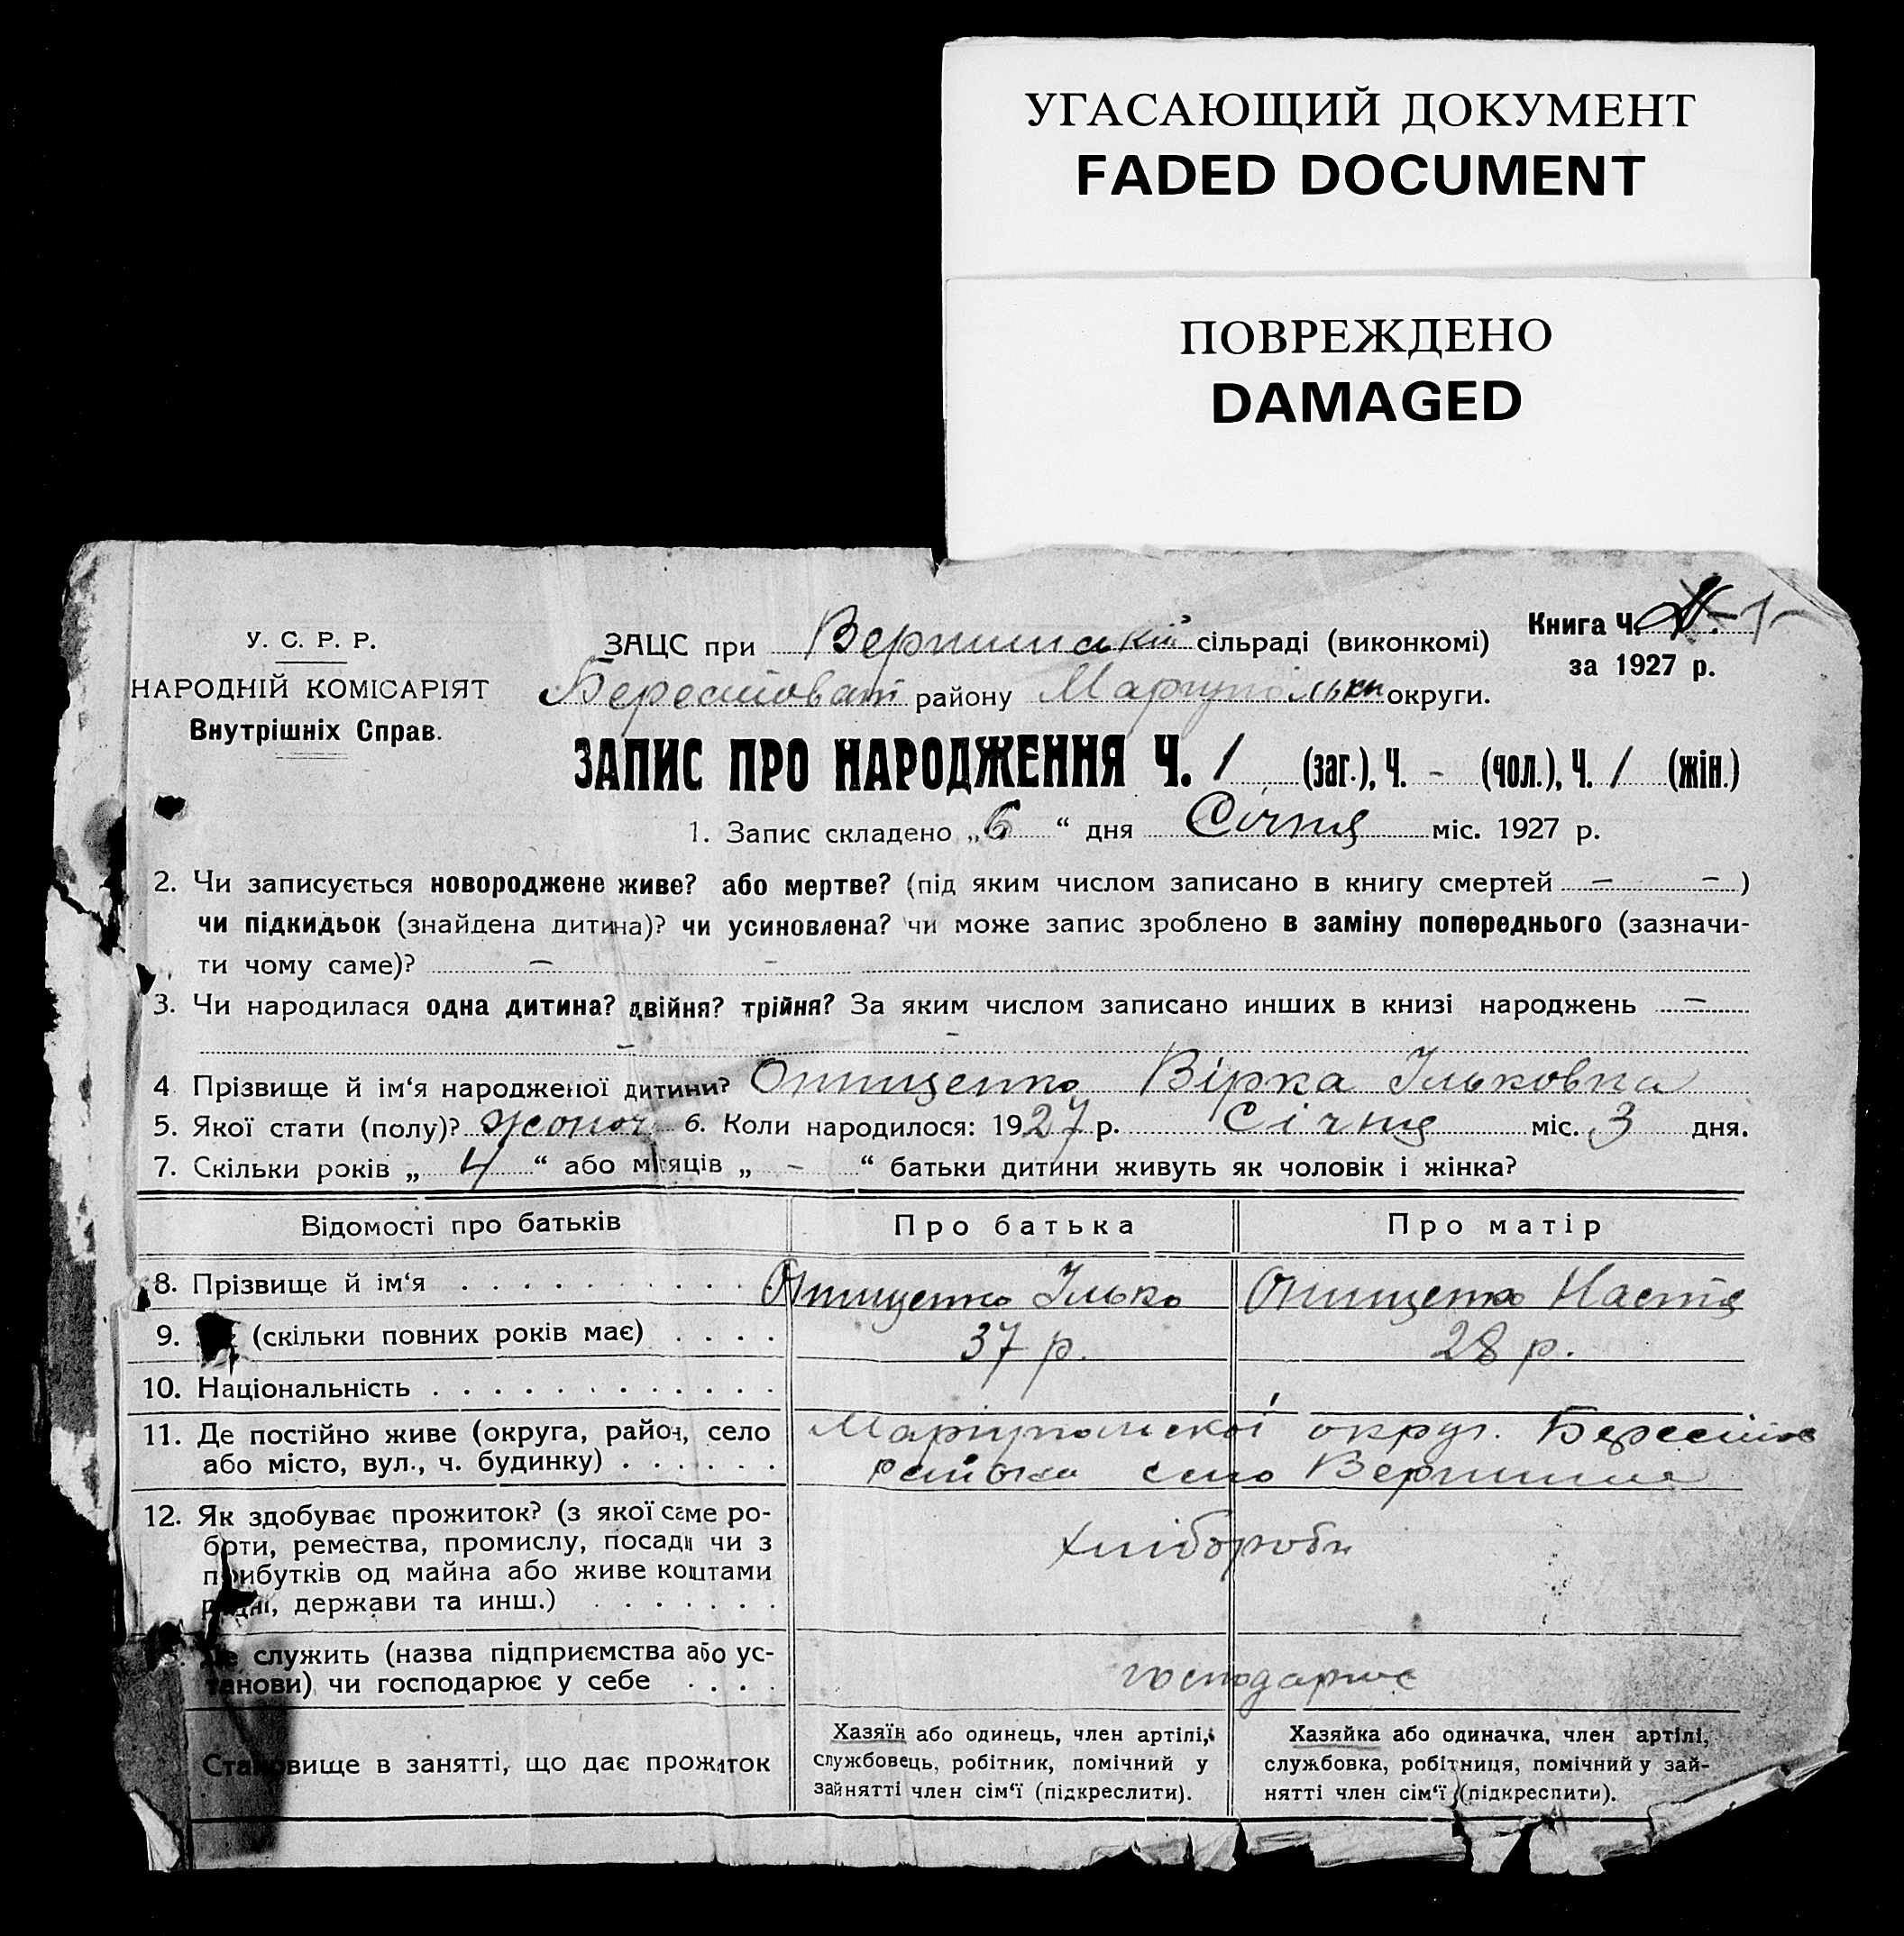 УГАСАЮЩИЙ ДОКУМЕНТ
FADED DOCUMENT
ПОВРЕЖДЕНО
DAMAGED
Книга Ч. 1
за 1927 р.
У. С. Р. Р.
НАРОДНІЙ КОМІСАРІЯТ
Внутрішніх Справ.
ЗАЦС при Вершинській сільраді (виконкомі)
Берестоват району Маріупольськ округи.
ЗАПИС ПРО НАРОДЖЕННЯ Ч. 1 (заг.), Ч. - (чол.), Ч. 1 (жін.)
1. Запис складено „6“ дня Січня міс. 1927 р.
2. Чи записується новороджене живе? або мертве? (під яким числом записано в книгу смертей — — )
чи підкидьок (знайдена дитина)? чи усиновлена? чи може запис зроблено в заміну попереднього (зазначи-
ти чому саме)? — -
3. Чи народилася одна дитина? двійня? трійня? За яким числом записано инших в книзі народжень —
— —
4 Прізвище й ім‘я народженої дитини? Онищенко Вірка Ільковна
5. Якої стати (полу)? жоноч 6. Коли народилося: 1927 р. Січня міс. 3 дня.
7. Скільки років „ 4 “ або місяців „ - “ батьки дитини живуть як чоловік і жінка?
Відомості про батьків Про батька Про матір
8. Прізвище й ім‘я . . . . . . . . . . Онищенко Ілько Онищенко Настя
9. (скільки повних років має) . . . . 37 р. 28 р.
10. Національність . . . . . . . . . . . . .
11. Де постійно живе (округа, район, село
або місто, вул., ч. будинку) . . . . . .
Маріупольскоі округ. Берестов
району село Вершина
12. Як здобуває прожиток? (з якої саме ро-
боти, ремества, промислу, посади чи з
прибутків од майна або живе коштами
рідні, держави та инш.) . . . . . . .
хлібороби
Де служить (назва підприємства або ус-
танови) чи господарює у себе . . . .
господарює
Становище в занятті, що дає прожиток
Хазяїн або одинець, член артілі,
службовець, робітник, помічний у
зайнятті член сім‘ї (підкреслити).
Хазяйка або одиначка, член артілі,
службовка, робітниця, помічний у зай-
нятті член сім‘ї (підкреслити).